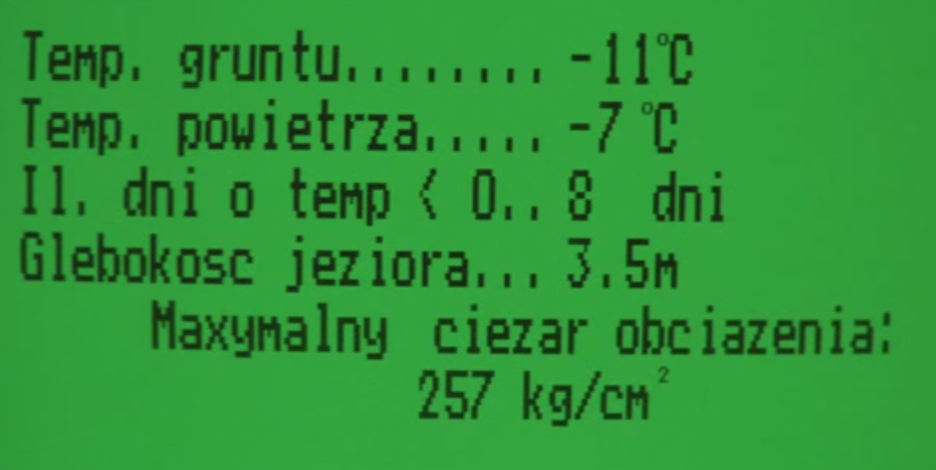 Temp. gruntu........ -11°C
Temp. powietrza..... -7 °C
Il. dni o temp < 0.. 8 dni
Glebokosc jeziora... 3.5m
Maxymalny ciezar obciazenia:
257 kg/cm²